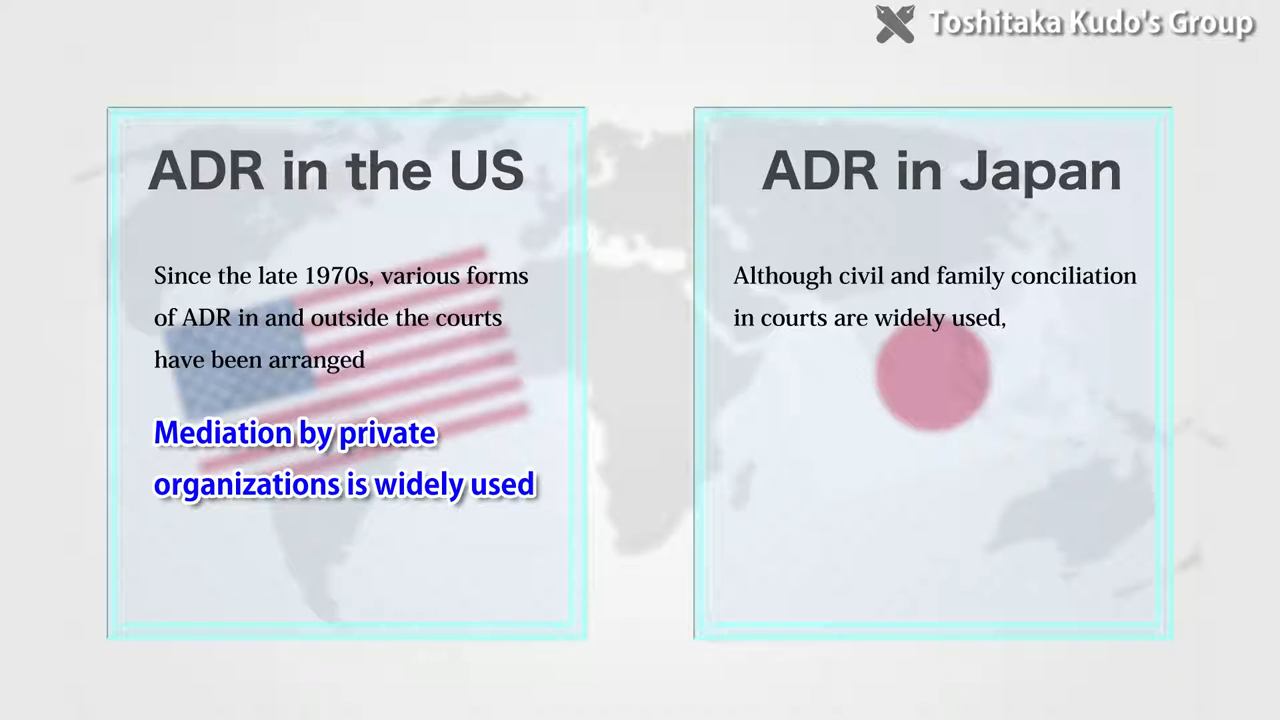 Toshitaka Kudo's Group
ADR in the US
Since the late 1970s, various forms
of ADR in and outside the courts
have been arranged
Mediation by private
organizations is widely used
ADR in Japan
Although civil and family conciliation
in courts are widely used,